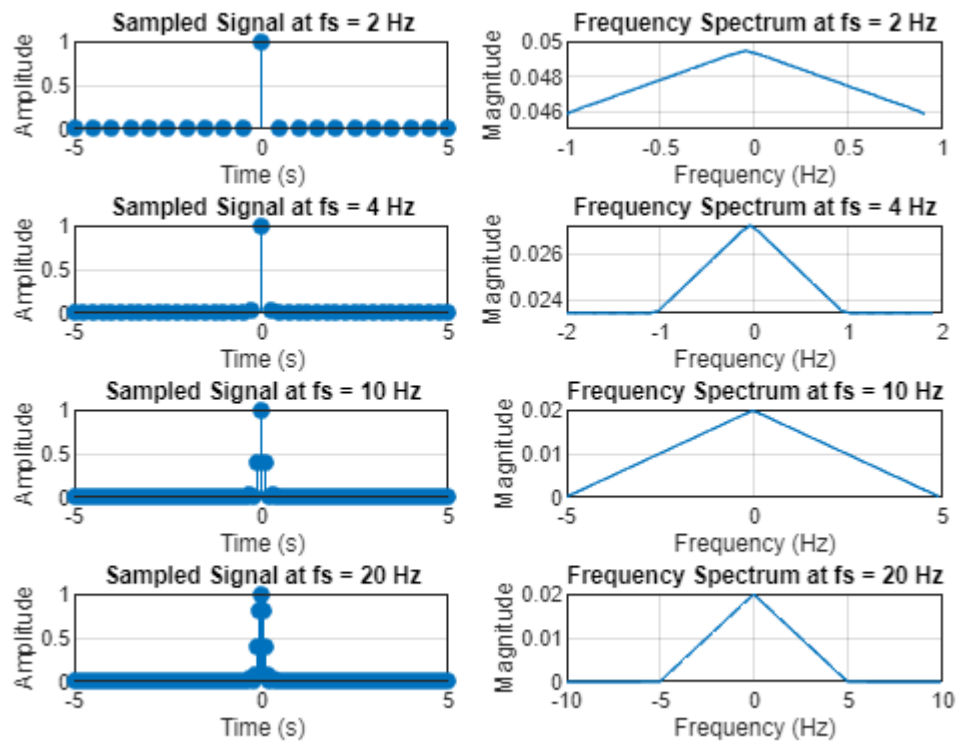 Sampled Signal at fs = 2 Hz
Amplitude
1
0.5
0
-5
0
5
Time (s)
Frequency Spectrum at fs = 2 Hz
Magnitude
0.05
0.048
0.046
-1
-0.5
0
0.5
1
Frequency (Hz)
Sampled Signal at fs = 4 Hz
Amplitude
1
0.5
0
-5
0
5
Time (s)
Frequency Spectrum at fs = 4 Hz
Magnitude
0.026
0.024
-2
-1
0
1
2
Frequency (Hz)
Sampled Signal at fs = 10 Hz
Amplitude
1
0.5
0
-5
0
5
Time (s)
Frequency Spectrum at fs = 10 Hz
Magnitude
0.02
0.01
0
-5
0
5
Frequency (Hz)
Sampled Signal at fs = 20 Hz
Amplitude
1
0.5
0
-5
0
5
Time (s)
Frequency Spectrum at fs = 20 Hz
Magnitude
0.02
0.01
0
-10
-5
0
5
10
Frequency (Hz)